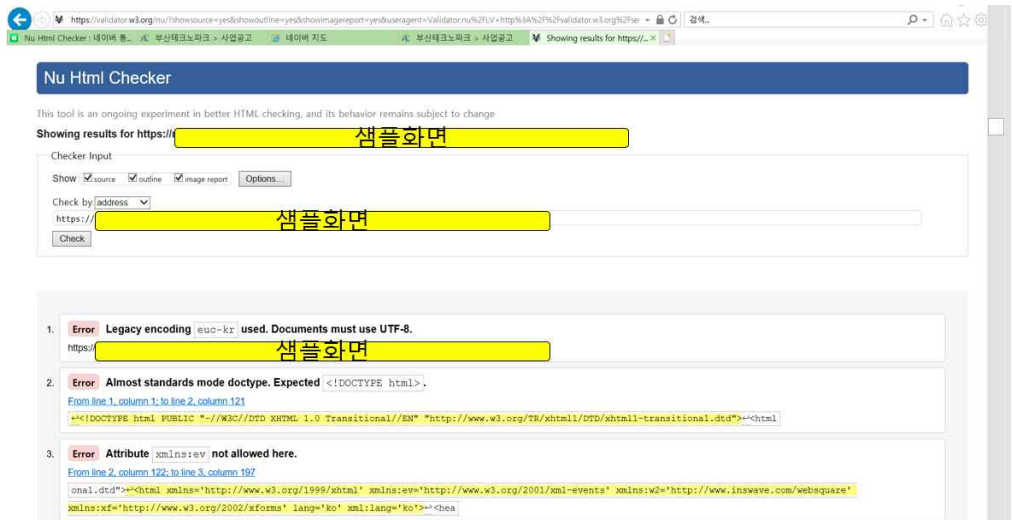 https://validator.w3.org/nu/?showsource=yes&showoutline=yes&showimagereport=yes&useragent=Validator.nu%2FLV+http%3A%2F%2Fvalidator.w3.org%2Fse
검색...
Nu Html Checker : 네이버 통... 부산테크노파크 > 사업공고 네이버 지도 부산테크노파크 > 사업공고 Showing results for https://...
Nu Html Checker
This tool is an ongoing experiment in better HTML checking, and its behavior remains subject to change
Showing results for https:// 샘플화면
Checker Input
Show source outline image report Options...
Check by address
https:// 샘플화면
Check
1. Error Legacy encoding euc-kr used. Documents must use UTF-8.
https:// 샘플화면
2. Error Almost standards mode doctype. Expected <!DOCTYPE html>.
From line 1, column 1; to line 2, column 121
↩<!DOCTYPE html PUBLIC "-//W3C//DTD XHTML 1.0 Transitional//EN" "http://www.w3.org/TR/xhtml1/DTD/xhtml1-transitional.dtd">↩<html
3. Error Attribute xmlns:ev not allowed here.
From line 2, column 122; to line 3, column 197
onal.dtd">↩<html xmlns='http://www.w3.org/1999/xhtml' xmlns:ev='http://www.w3.org/2001/xml-events' xmlns:w2='http://www.inswave.com/websquare'
xmlns:xf='http://www.w3.org/2002/xforms' lang='ko' xml:lang='ko'>↩<hea